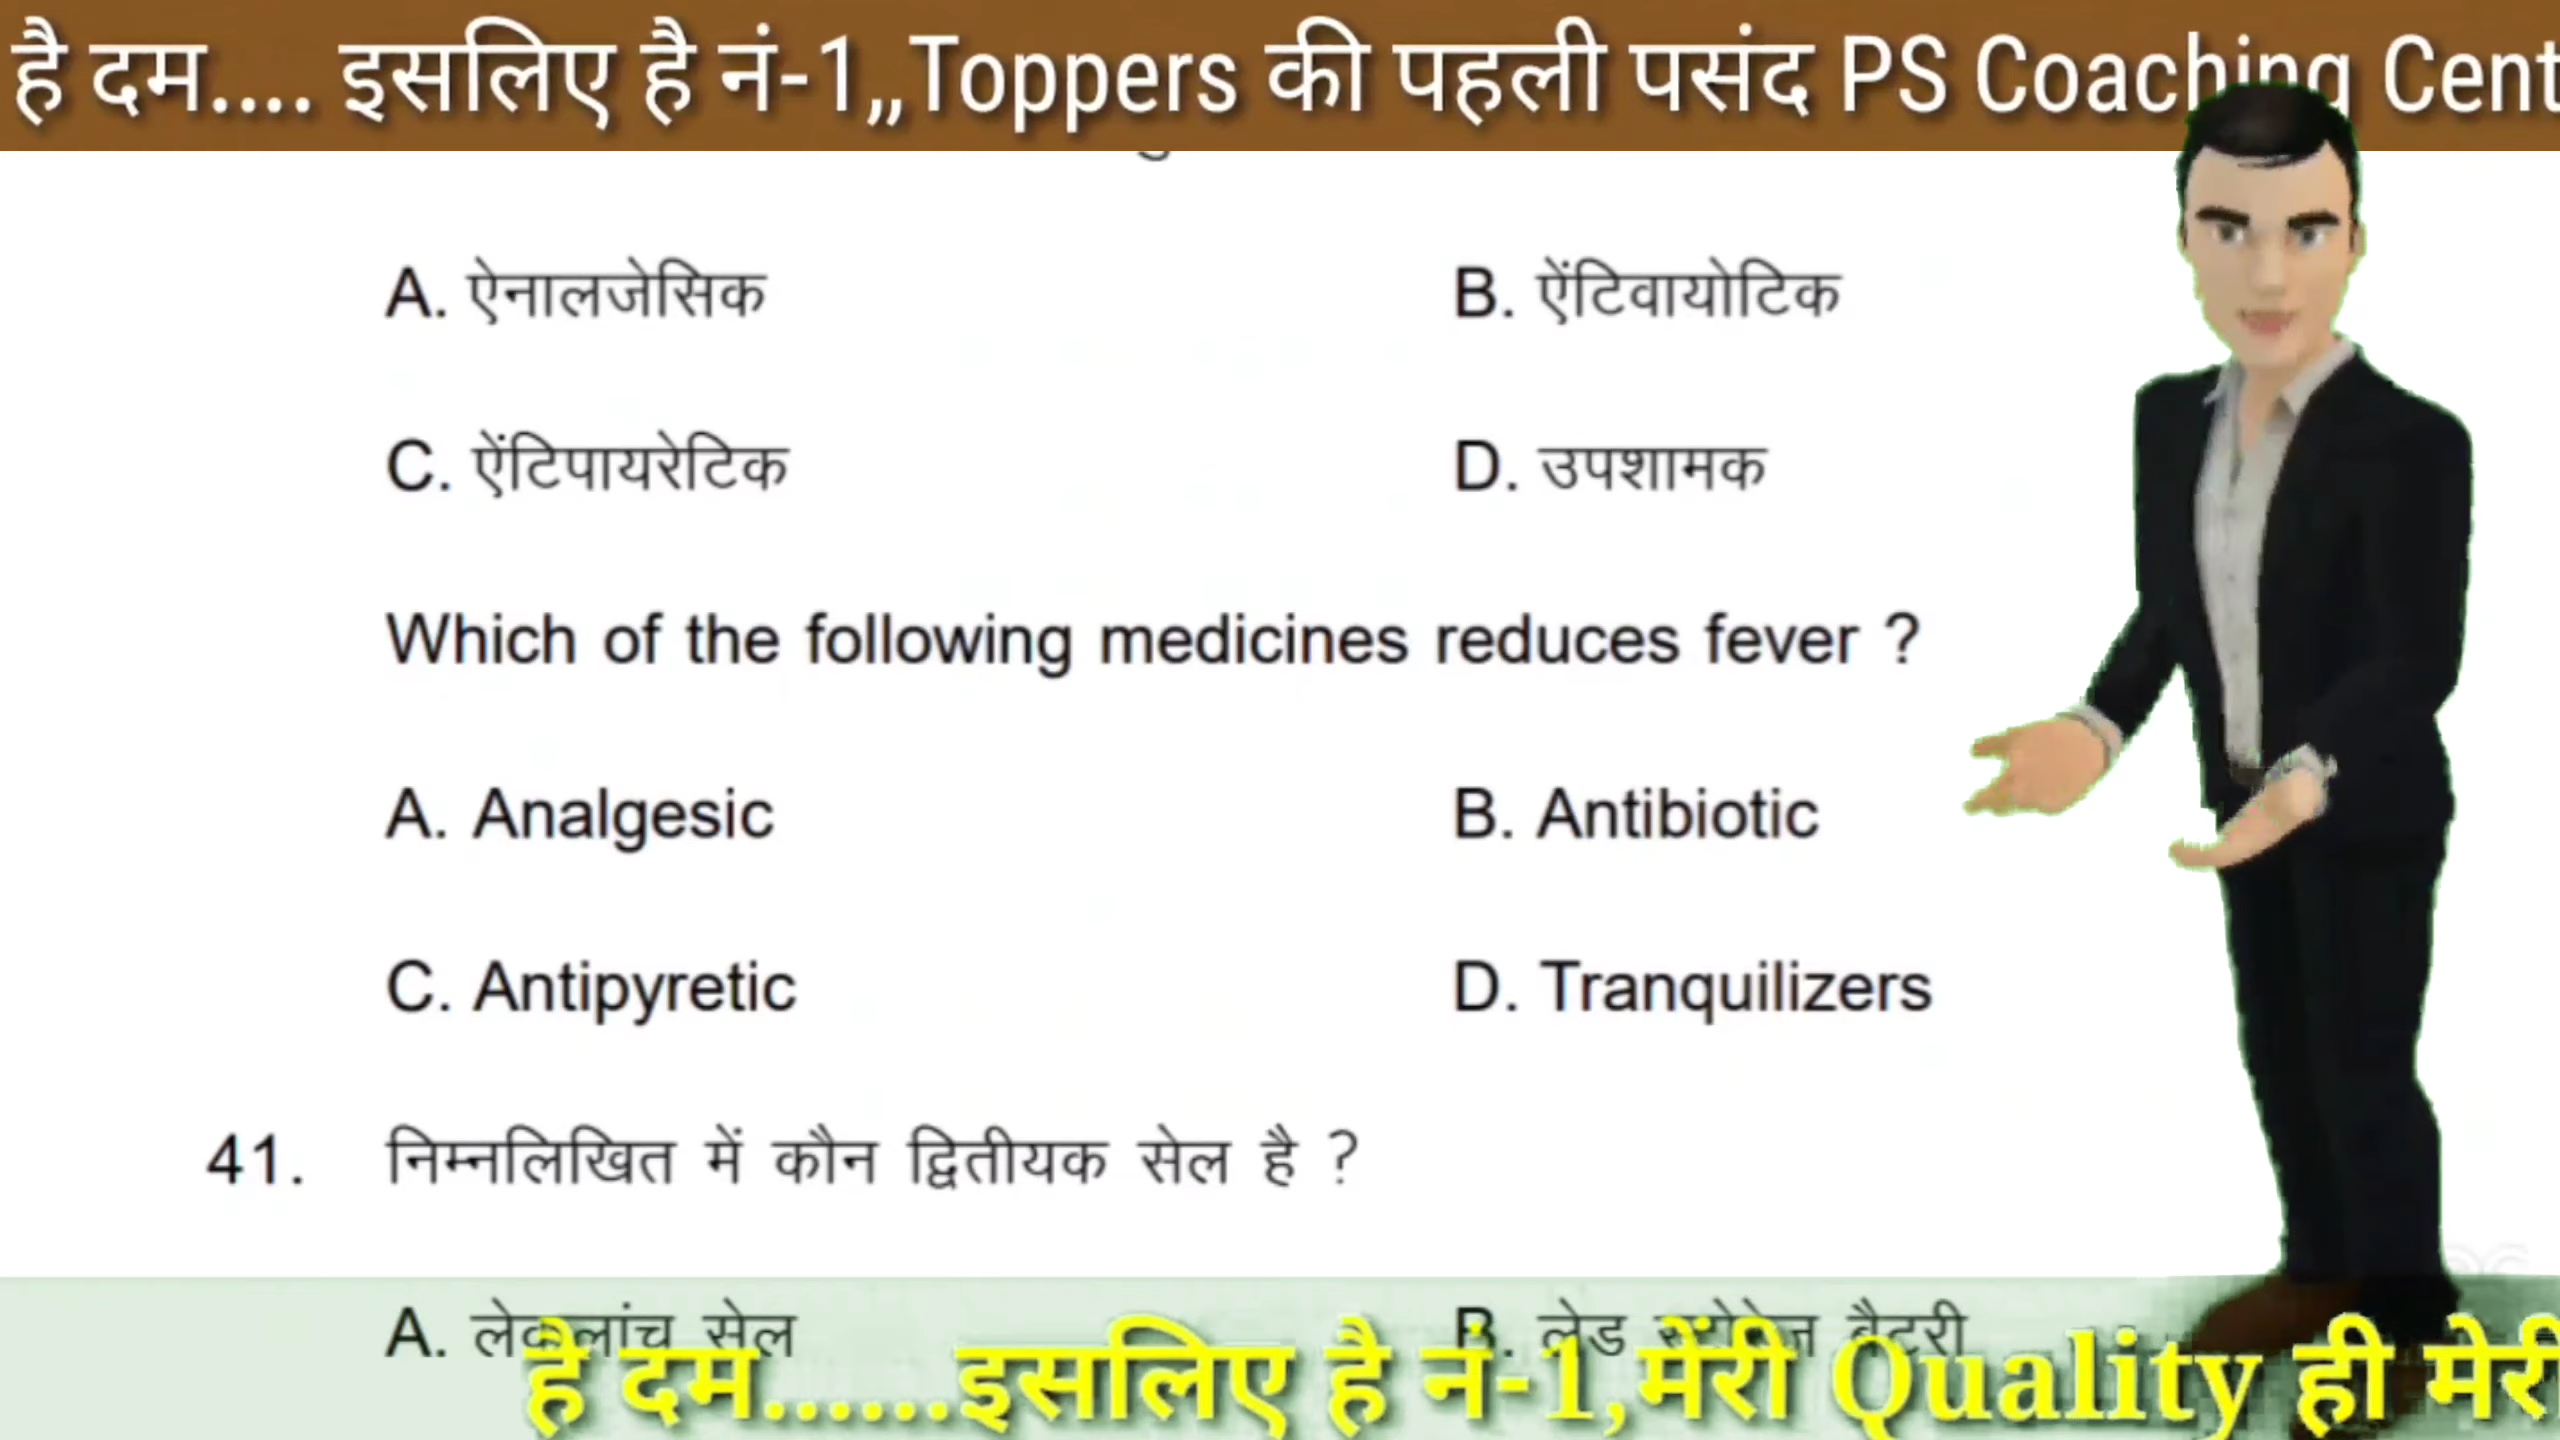 है दम.... इसलिए है नं-1,,Toppers की पहली पसंद PS Coaching Cent
A. ऐनालजेसिक B. ऐंटिवायोटिक
C. ऐंटिपायरेटिक D. उपशामक
Which of the following medicines reduces fever ?
A. Analgesic B. Antibiotic
C. Antipyretic D. Tranquilizers
41. निम्नलिखित में कौन द्वितीयक सेल है ?
A. लेकलांच सेल B. लेड स्टोरेज बैटरी
है दम......इसलिए है नं-1,मेंरी Quality ही मेरी